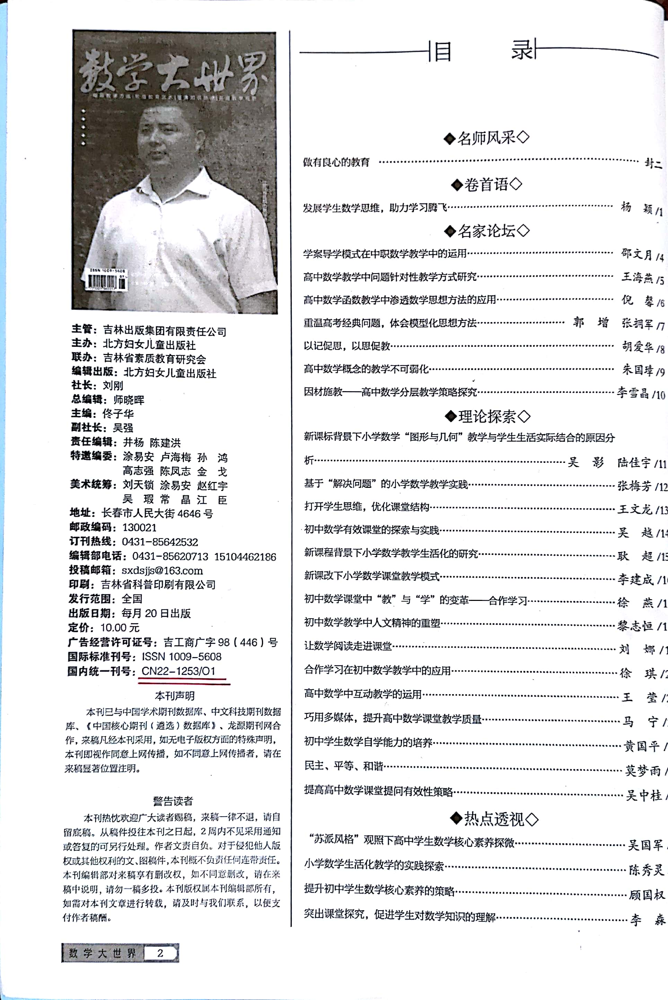 数学大世界
ISSN 1009-5608
07
主管：吉林出版集团有限责任公司
主办：北方妇女儿童出版社
联办：吉林省素质教育研究会
编辑出版：北方妇女儿童出版社
社长：刘刚
总编辑：师晓晖
主编：佟子华
副社长：吴强
责任编辑：井杨 陈建洪
特邀编委：涂易安 卢海梅 孙 鸿
高志强 陈凤志 金 戈
美术统筹：刘天锁 涂易安 赵红宇
吴 瑕 常 晶 江 臣
地址：长春市人民大街 4646 号
邮政编码：130021
订刊热线：0431-85642532
编辑部电话：0431-85620713 15104462186
投稿邮箱：sxdsjjs@163.com
印刷：吉林省科普印刷有限公司
发行范围：全国
出版日期：每月 20 日出版
定价：10.00 元
广告经营许可证号：吉工商广字 98（446）号
国际标准刊号：ISSN 1009-5608
国内统一刊号：CN22-1253/O1
本刊声明
本刊已与中国学术期刊数据库、中文科技期刊数据
库、《中国核心期刊（遴选）数据库》、龙源期刊网合
作，来稿凡经本刊采用，如无电子版权方面的特殊声明，
本刊即视作同意上网传播，如不同意上网传播者，请在
来稿显著位置注明。
警告读者
本刊热忱欢迎广大读者赐稿，来稿一律不退，请自
留底稿。从稿件投往本刊之日起，2 周内不见采用通知
或答复的可另行处理。作者文责自负。对于侵犯他人版
权或其他权利的文、图稿件，本刊概不负责任何连带责任。
本刊编辑部对来稿享有删改权，如不同意删改，请在来
稿中说明，请勿一稿多投。本刊版权属本刊编辑部所有，
如需对本刊文章进行转载，请及时与我们联系，以便支
付作者稿酬。
数学大世界 2
目 录
◆名师风采◇
做有良心的教育……封二
◆卷首语◇
发展学生数学思维，助力学习腾飞……杨 颖 /1
◆名家论坛◇
学案导学模式在中职数学教学中的运用……邵文月 /4
高中数学教学中问题针对性教学方式研究……王海燕 /5
高中数学函数教学中渗透数学思想方法的应用……倪 馨 /6
重温高考经典问题，体会模型化思想方法……郭 增 张拥军 /7
以记促思，以思促教……胡爱华 /8
高中数学概念的教学不可弱化……朱国璋 /9
因材施教——高中数学分层教学策略探究……李雪晶 /10
◆理论探索◇
新课标背景下小学数学“图形与几何”教学与学生生活实际结合的原因分
析……吴 影 陆佳宇 /11
基于“解决问题”的小学数学教学实践……张梅芳 /12
打开学生思维，优化课堂结构……王文龙 /13
初中数学有效课堂的探索与实践……吴 越 /14
新课程背景下小学数学教学生活化的研究……耿 超 /15
新课改下小学数学课堂教学模式……李建成 /1
初中数学课堂中“教”与“学”的变革——合作学习……徐 燕 /1
初中数学教学中人文精神的重塑……黎志恒 /1
让数学阅读走进课堂……刘 娜 /1
合作学习在初中数学教学中的应用……徐 琪 /2
高中数学中互动教学的运用……王 莹 /2
巧用多媒体，提升高中数学课堂教学质量……马 宁 /
初中学生数学自学能力的培养……黄国平 /
民主、平等、和谐……莫梦雨 /
提高高中数学课堂提问有效性策略……吴中桂 /
◆热点透视◇
“苏派风格”观照下高中学生数学核心素养探微……吴国军
小学数学生活化教学的实践探索……陈秀灵
提升初中学生数学核心素养的策略……顾国权
突出课堂探究，促进学生对数学知识的理解……李 淼